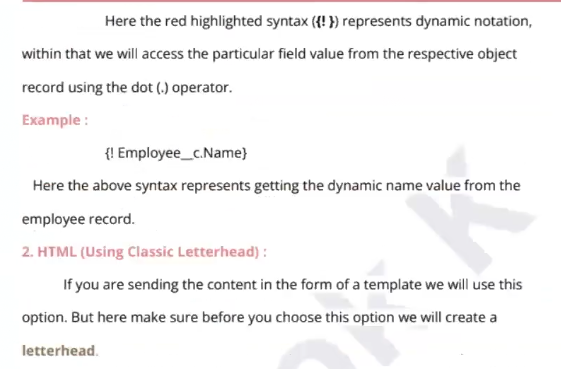 Here the red highlighted syntax ({! }) represents dynamic notation,
within that we will access the particular field value from the respective object
record using the dot (.) operator.
Example :
{! Employee__c.Name}
Here the above syntax represents getting the dynamic name value from the
employee record.
2. HTML (Using Classic Letterhead) :
If you are sending the content in the form of a template we will use this
option. But here make sure before you choose this option we will create a
letterhead.